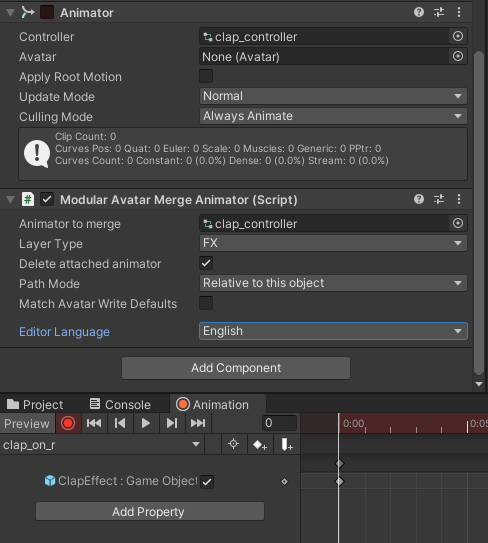 Animator
Controller clap_controller
Avatar None (Avatar)
Apply Root Motion
Update Mode Normal
Culling Mode Always Animate
Clip Count: 0
Curves Pos: 0 Quat: 0 Euler: 0 Scale: 0 Muscles: 0 Generic: 0 PPtr: 0
Curves Count: 0 Constant: 0 (0.0%) Dense: 0 (0.0%) Stream: 0 (0.0%)
# Modular Avatar Merge Animator (Script)
Animator to merge clap_controller
Layer Type FX
Delete attached animator
Path Mode Relative to this object
Match Avatar Write Defaults
Editor Language English
Add Component
Project Console Animation
Preview 0 0:00 0:05
clap_on_r
ClapEffect : Game Object
Add Property